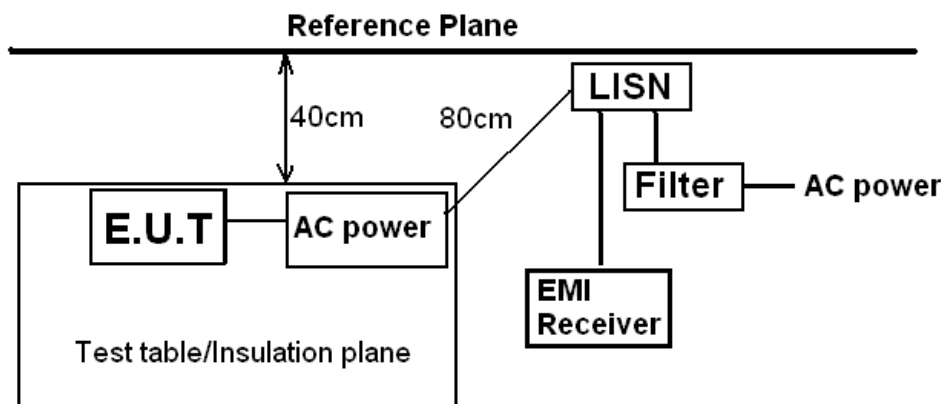 Reference Plane
40cm
80cm
LISN
Filter
AC power
E.U.T
AC power
EMI
Receiver
Test table/Insulation plane